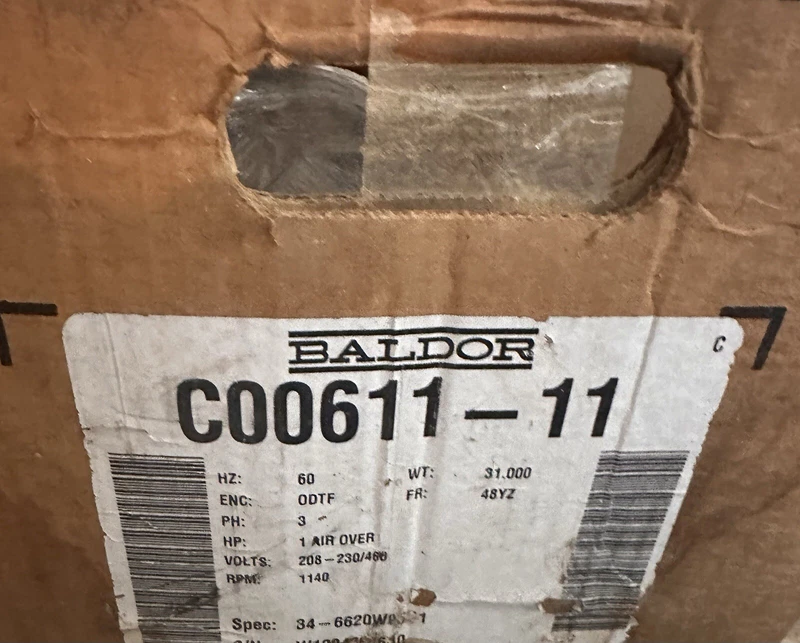 BALDOR
C
C00611-11
HZ: 60 WT: 31.000
ENC: ODTF FR: 48YZ
PH: 3
HP: 1 AIR OVER
VOLTS: 208-230/460
RPM: 1140
Spec: